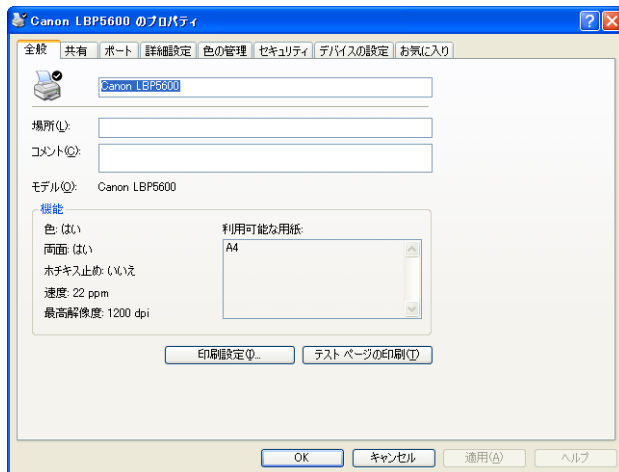 Canon LBP5600 のプロパティ
全般 共有 ポート 詳細設定 色の管理 セキュリティ デバイスの設定 お気に入り
Canon LBP5600
場所(L):
コメント(C):
モデル(O): Canon LBP5600
機能
色: はい 利用可能な用紙:
両面: はい A4
ホチキス止め: いいえ
速度: 22 ppm
最高解像度: 1200 dpi
印刷設定(I)... テスト ページの印刷(T)
OK キャンセル 適用(A) ヘルプ